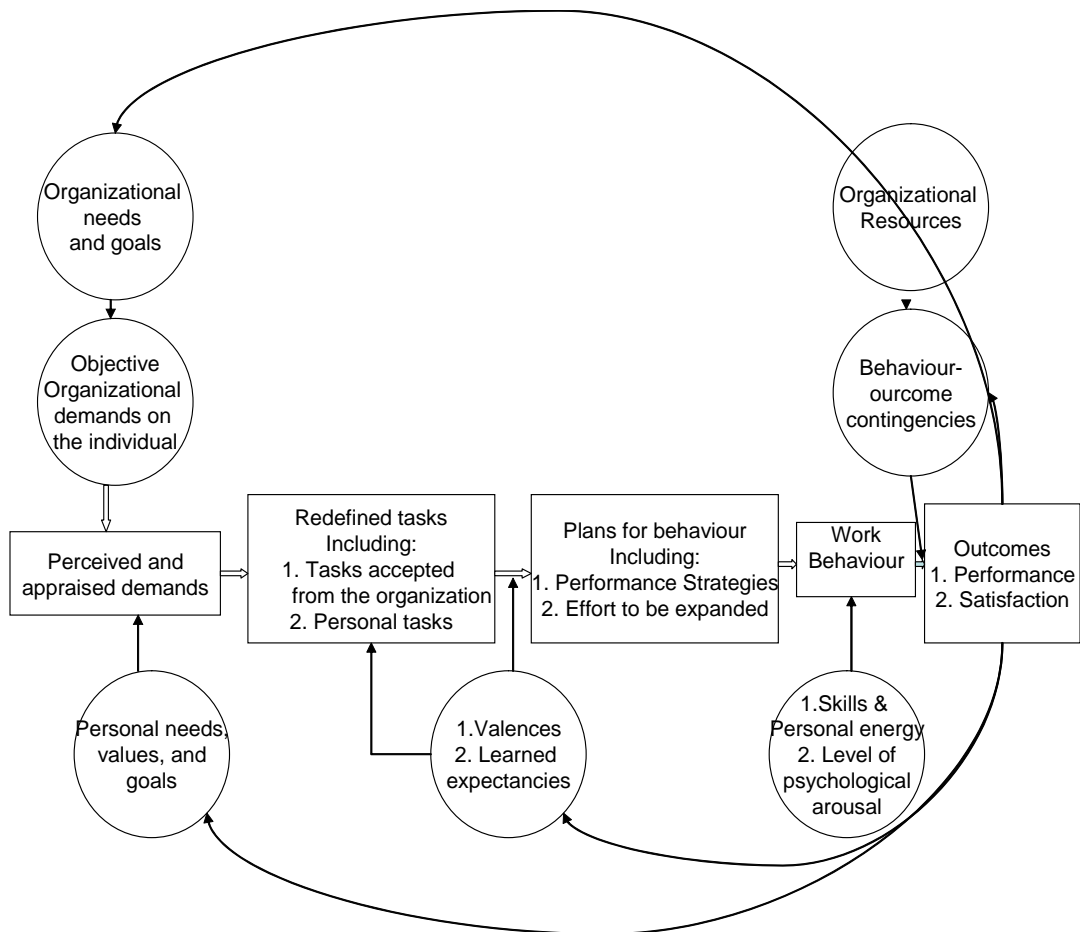 Organizational
needs
and goals
Organizational
Resources
Objective
Organizational
demands on
the individual
Behaviour-
ourcome
contingencies
Perceived and
appraised demands
Redefined tasks
Including:
1. Tasks accepted
from the organization
2. Personal tasks
Plans for behaviour
Including:
1. Performance Strategies
2. Effort to be expanded
Work
Behaviour
Outcomes
1. Performance
2. Satisfaction
Personal needs,
values, and
goals
1.Valences
2. Learned
expectancies
1.Skills &
Personal energy
2. Level of
psychological
arousal